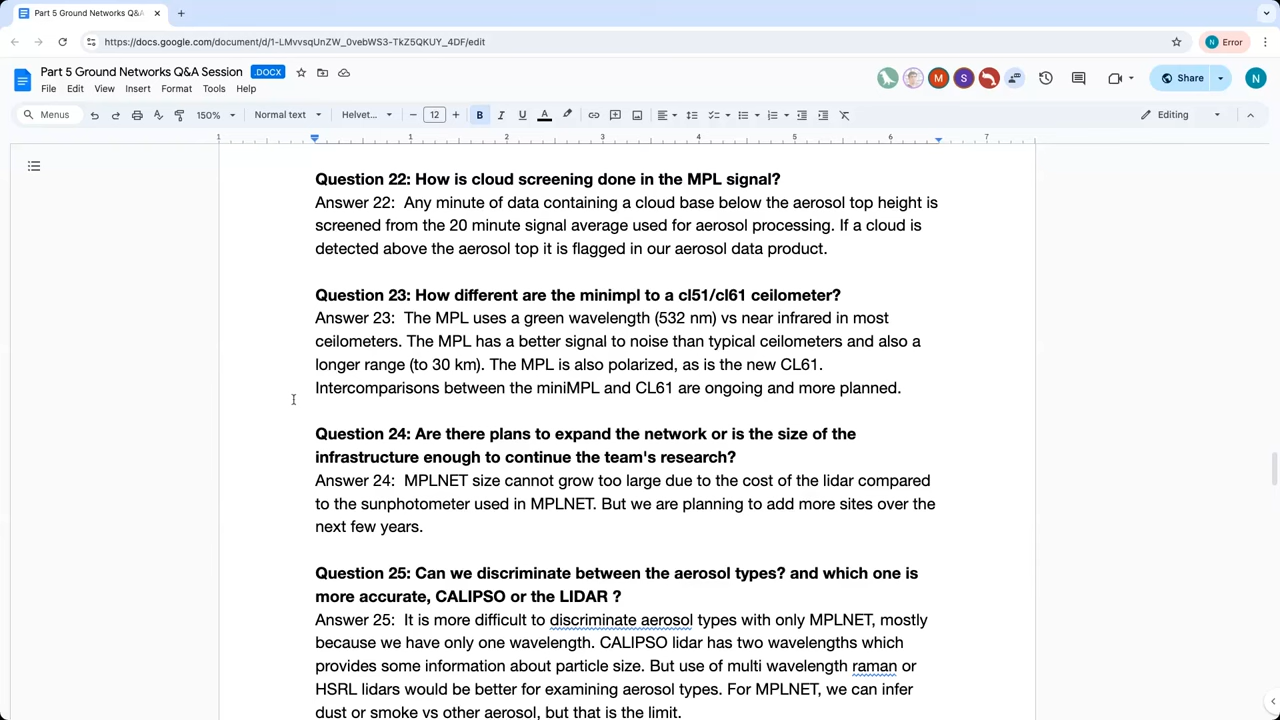 Part 5 Ground Networks Q&A
https://docs.google.com/document/d/1-LMvvsqUnZW_0vebWS3-TkZ5QKUY_4DF/edit
N Error
Part 5 Ground Networks Q&A Session .DOCX
M S Share N
File Edit View Insert Format Tools Help
Menus 150% Normal text Helvet... 12 B I U A Editing
1 1 2 3 4 5 6 7
Question 22: How is cloud screening done in the MPL signal?
Answer 22: Any minute of data containing a cloud base below the aerosol top height is
screened from the 20 minute signal average used for aerosol processing. If a cloud is
detected above the aerosol top it is flagged in our aerosol data product.
Question 23: How different are the minimpl to a cl51/cl61 ceilometer?
Answer 23: The MPL uses a green wavelength (532 nm) vs near infrared in most
ceilometers. The MPL has a better signal to noise than typical ceilometers and also a
longer range (to 30 km). The MPL is also polarized, as is the new CL61.
Intercomparisons between the miniMPL and CL61 are ongoing and more planned.
Question 24: Are there plans to expand the network or is the size of the
infrastructure enough to continue the team's research?
Answer 24: MPLNET size cannot grow too large due to the cost of the lidar compared
to the sunphotometer used in MPLNET. But we are planning to add more sites over the
next few years.
Question 25: Can we discriminate between the aerosol types? and which one is
more accurate, CALIPSO or the LIDAR ?
Answer 25: It is more difficult to discriminate aerosol types with only MPLNET, mostly
because we have only one wavelength. CALIPSO lidar has two wavelengths which
provides some information about particle size. But use of multi wavelength raman or
HSRL lidars would be better for examining aerosol types. For MPLNET, we can infer
dust or smoke vs other aerosol, but that is the limit.